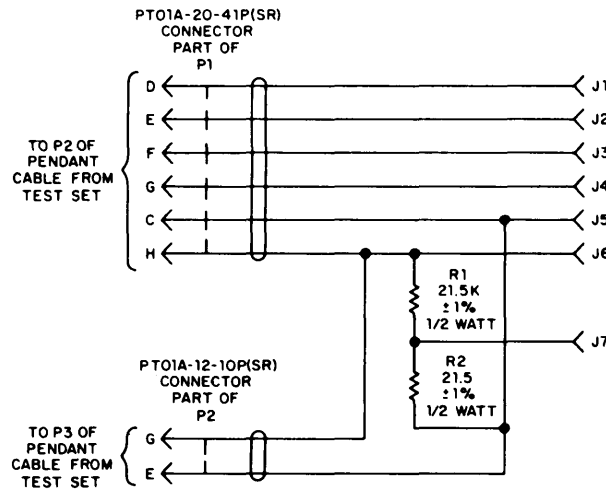 PT01A-20-41P(SR)
CONNECTOR
PART OF
P1
D
J1
E
J2
F
J3
G
J4
C
J5
H
J6
TO P2 OF
PENDANT
CABLE FROM
TEST SET
R1
21.5K
±1%
1/2 WATT
J7
R2
21.5
±1%
1/2 WATT
PT01A-12-10P(SR)
CONNECTOR
PART OF
P2
TO P3 OF
PENDANT
CABLE FROM
TEST SET
G
E